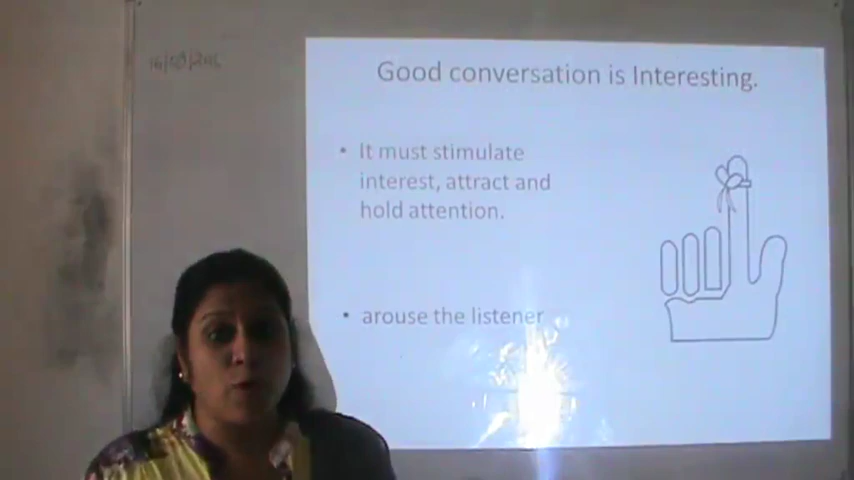 Good conversation is Interesting.
• It must stimulate
interest, attract and
hold attention.
• arouse the listener